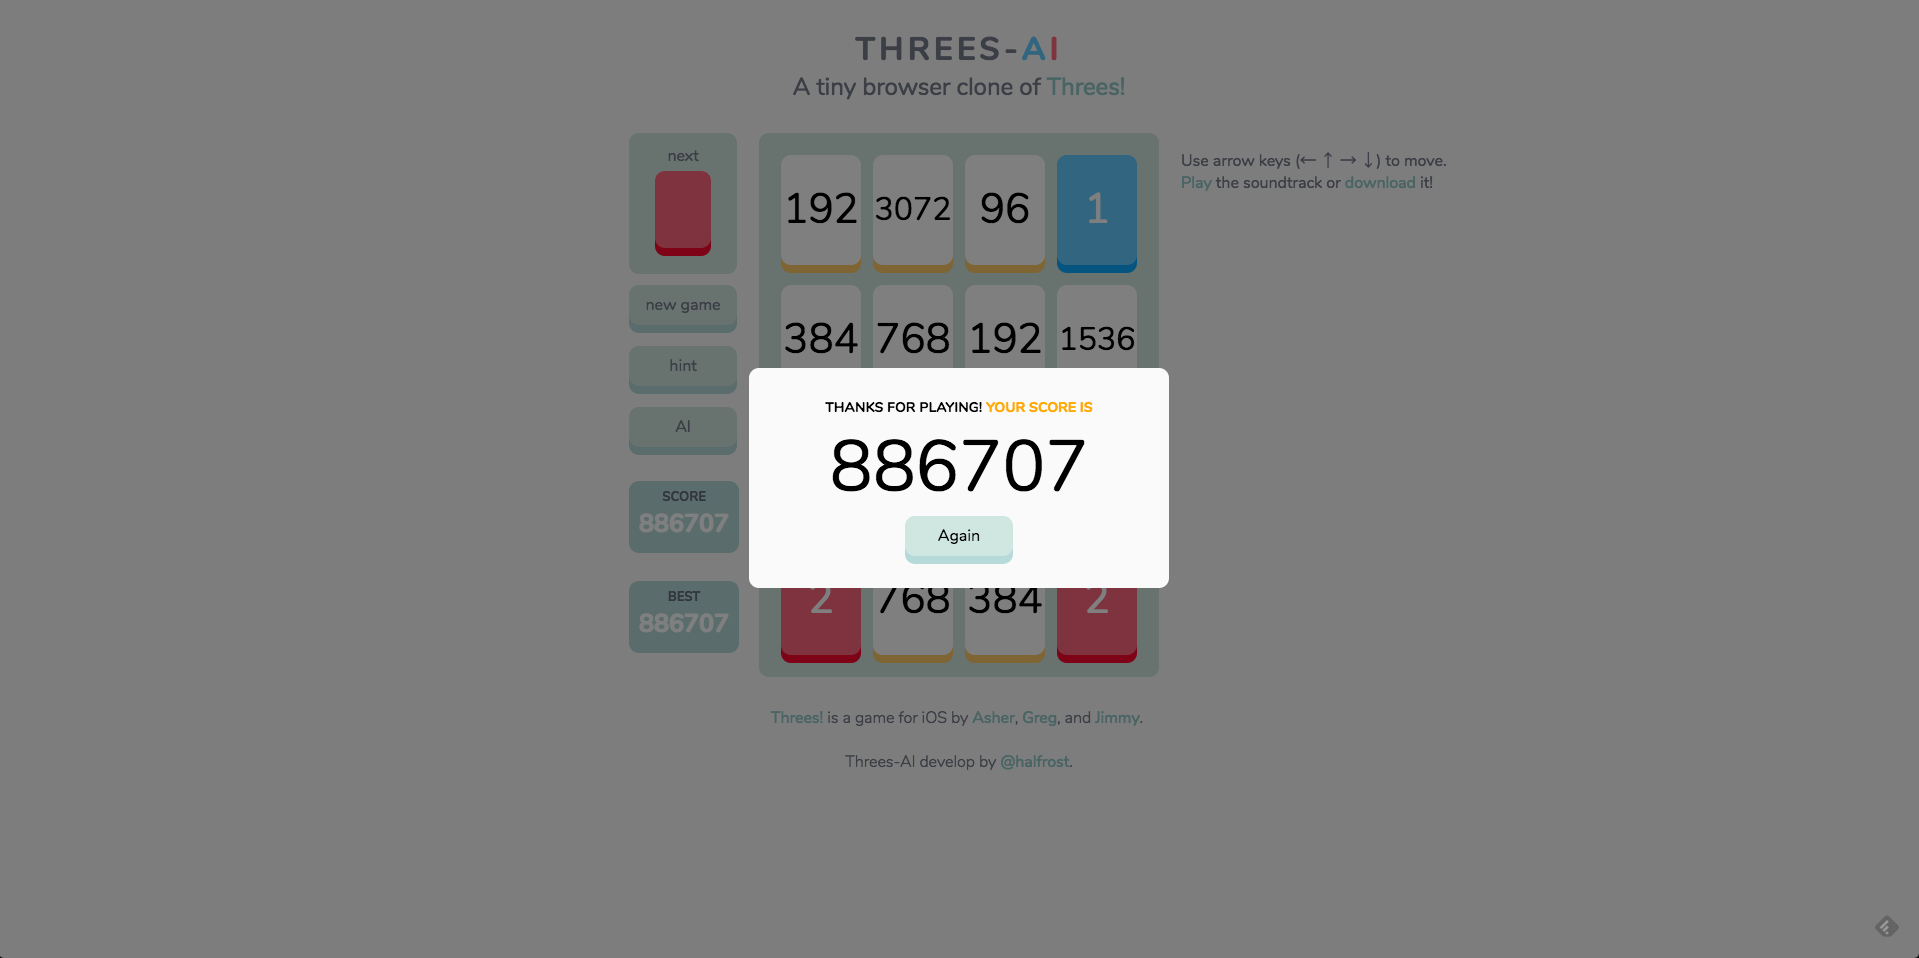 THREES-AI
A tiny browser clone of Threes!
next
192 3072 96 1
Use arrow keys (← ↑ → ↓) to move.
Play the soundtrack or download it!
new game
384 768 192 1536
hint
AI
THANKS FOR PLAYING! YOUR SCORE IS
886707
Again
SCORE
886707
BEST
886707
2 768 384 2
Threes! is a game for iOS by Asher, Greg, and Jimmy.
Threes-AI develop by @halfrost.